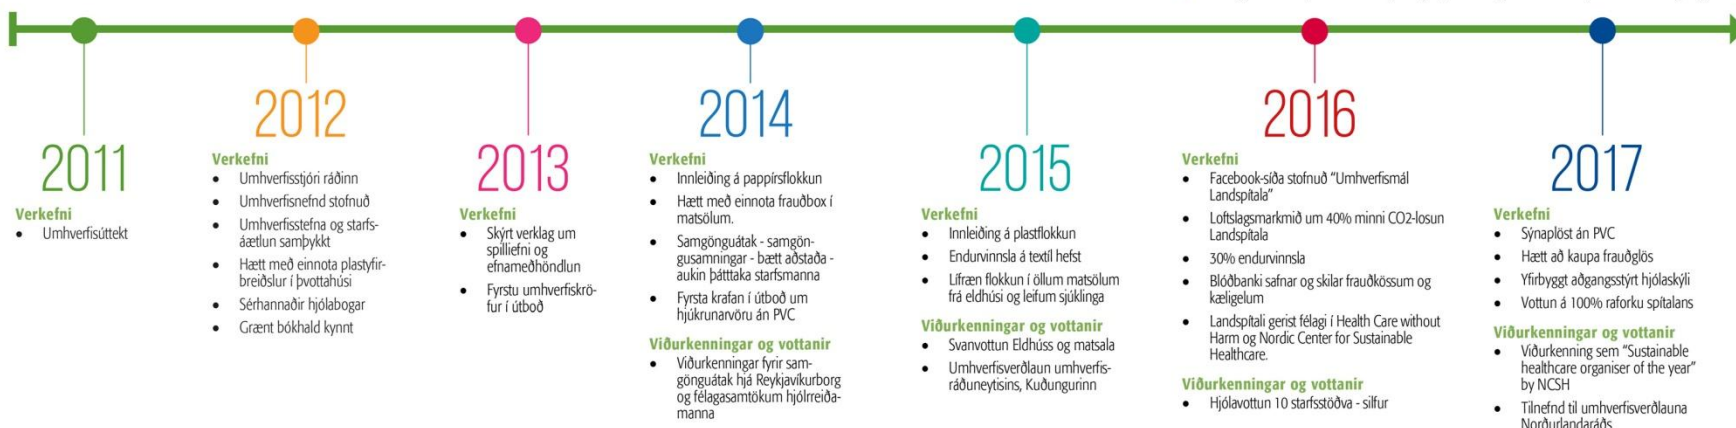 2011
Verkefni
• Umhverfisúttekt
2012
Verkefni
• Umhverfisstjóri ráðinn
• Umhverfisnefnd stofnuð
• Umhverfisstefna og starfs-
áætlun samþykkt
• Hætt með einnota plastyfir-
breiðslur í þvottahúsi
• Sérhannaðir hjólabogar
• Grænt bókhald kynnt
2013
Verkefni
• Skýrt verklag um
spilliefni og
efnameðhöndlun
• Fyrstu umhverfiskrö-
fur í útboð
2014
Verkefni
• Innleiðing á pappírsflokkun
• Hætt með einnota frauðbox í
matsölum.
• Samgönguátak - samgön-
gusamningar - bætt aðstaða -
aukin þátttaka starfsmanna
• Fyrsta krafan í útboð um
hjúkrunarvöru án PVC
Viðurkenningar og vottanir
• Viðurkenningar fyrir sam-
gönguátak hjá Reykjavíkurborg
og félagasamtökum hjólrreiða-
manna
2015
Verkefni
• Innleiðing á plastflokkun
• Endurvinnsla á textíl hefst
• Lífræn flokkun í öllum matsölum
frá eldhúsi og leifum sjúklinga
Viðurkenningar og vottanir
• Svanvottun Eldhúss og matsala
• Umhverfisverðlaun umhverfis-
ráðuneytisins, Kuðungurinn
2016
Verkefni
• Facebook-síða stofnuð "Umhverfismál
Landspítala"
• Loftslagsmarkmið um 40% minni CO2-losun
Landspítala
• 30% endurvinnsla
• Blóðbanki safnar og skilar frauðkössum og
kæligelum
• Landspítali gerist félagi í Health Care without
Harm og Nordic Center for Sustainable
Healthcare.
Viðurkenningar og vottanir
• Hjólavottun 10 starfsstöðva - silfur
2017
Verkefni
• Sýnaplöst án PVC
• Hætt að kaupa frauðglös
• Yfirbyggt aðgangsstýrt hjólaskýli
• Vottun á 100% raforku spítalans
Viðurkenningar og vottanir
• Viðurkenning sem "Sustainable
healthcare organiser of the year"
by NCSH
• Tilnefnd til umhverfisverðlauna
Norðurlandaráðs